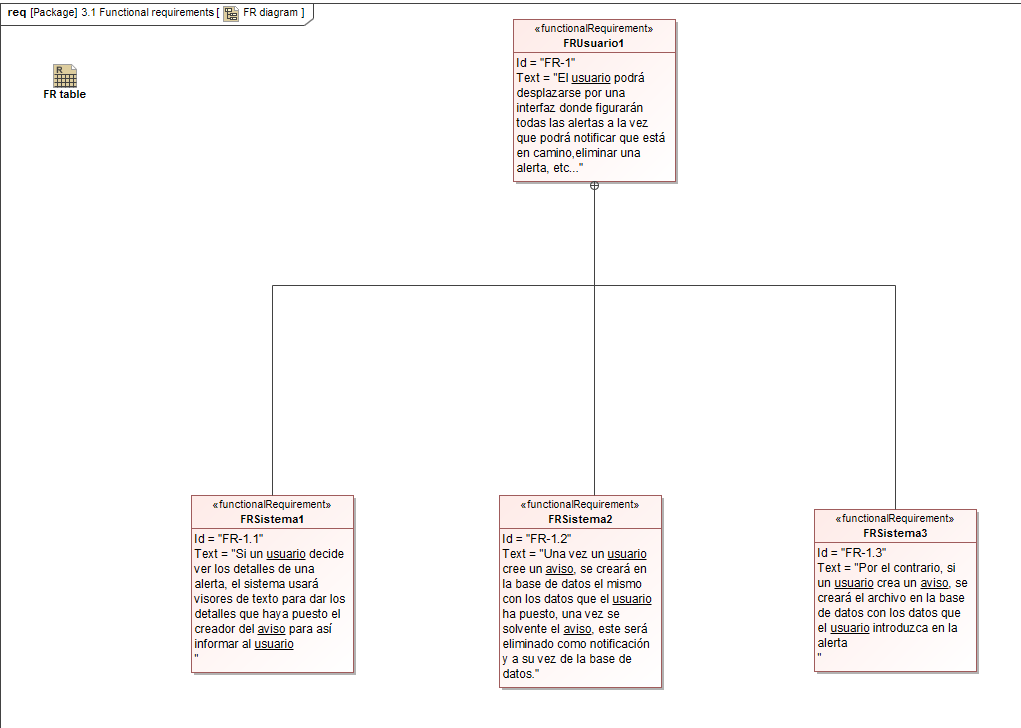 req [Package] 3.1 Functional requirements [ FR diagram ]
FR table
«functionalRequirement»
FRUsuario1
Id = "FR-1"
Text = "El usuario podrá
desplazarse por una
interfaz donde figurarán
todas las alertas a la vez
que podrá notificar que está
en camino,eliminar una
alerta, etc..."
«functionalRequirement»
FRSistema1
Id = "FR-1.1"
Text = "Si un usuario decide
ver los detalles de una
alerta, el sistema usará
visores de texto para dar los
detalles que haya puesto el
creador del aviso para así
informar al usuario
"
«functionalRequirement»
FRSistema2
Id = "FR-1.2"
Text = "Una vez un usuario
cree un aviso, se creará en
la base de datos el mismo
con los datos que el usuario
ha puesto, una vez se
solvente el aviso, este será
eliminado como notificación
y a su vez de la base de
datos."
«functionalRequirement»
FRSistema3
Id = "FR-1.3"
Text = "Por el contrario, si
un usuario crea un aviso, se
creará el archivo en la base
de datos con los datos que
el usuario introduzca en la
alerta
"